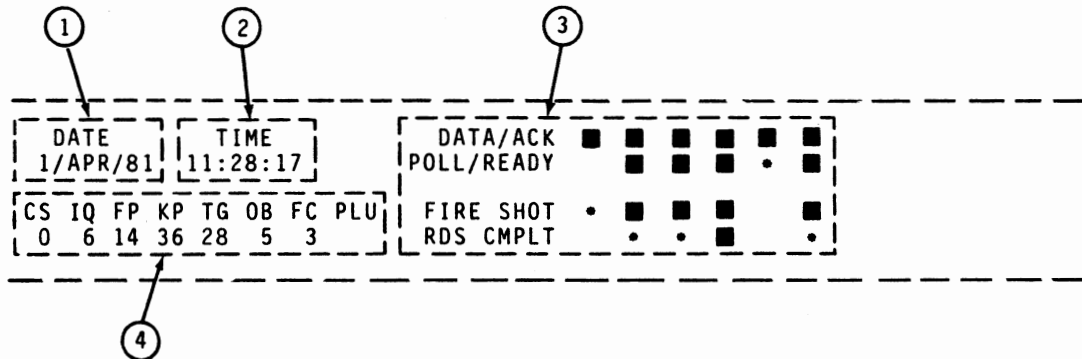 1 2 3
DATE TIME DATA/ACK ■ ■ ■ ■ ■ ■
1/APR/81 11:28:17 POLL/READY ■ ■ ■ • ■
CS IQ FP KP TG OB FC PLU FIRE SHOT • ■ ■ ■ ■
0 6 14 36 28 5 3 RDS CMPLT • • ■ •
4